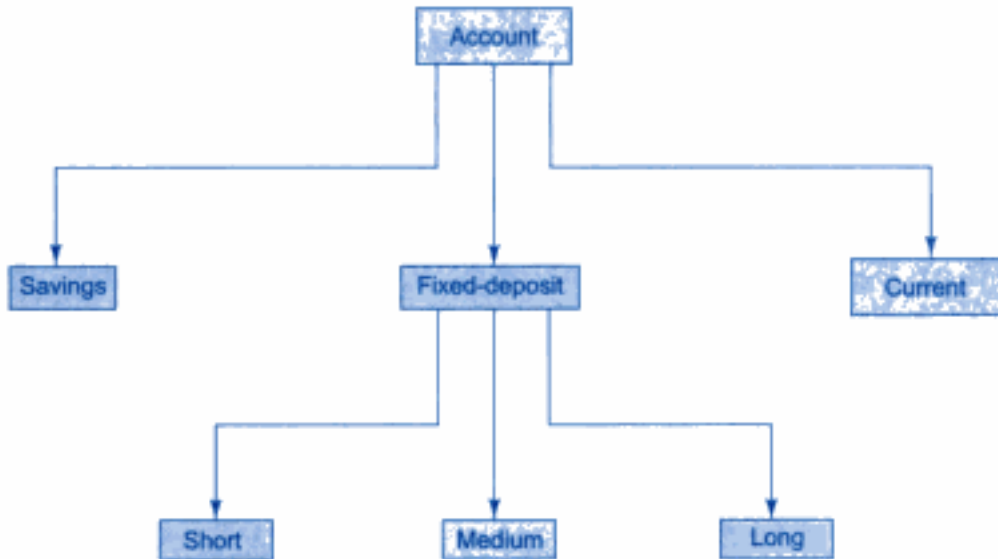 Account
Savings
Fixed-deposit
Current
Short
Medium
Long